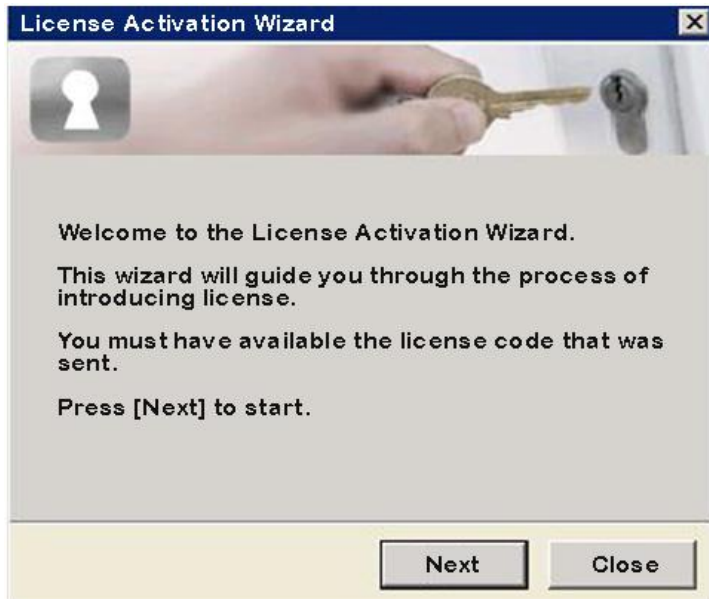 License Activation Wizard
Welcome to the License Activation Wizard.
This wizard will guide you through the process of
introducing license.
You must have available the license code that was
sent.
Press [Next] to start.
Next
Close